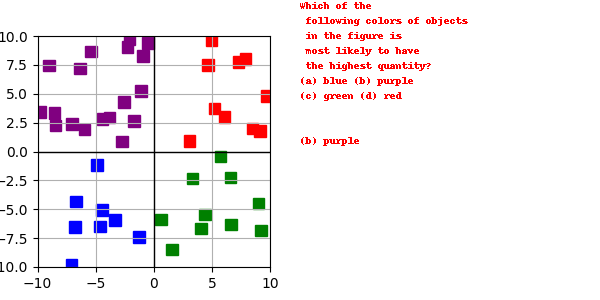 Which of the
following colors of objects
in the figure is
most likely to have
the highest quantity?
(a) blue (b) purple
(c) green (d) red
(b) purple
10.0
7.5
5.0
2.5
0.0
−2.5
−5.0
−7.5
−10.0
−10 −5 0 5 10